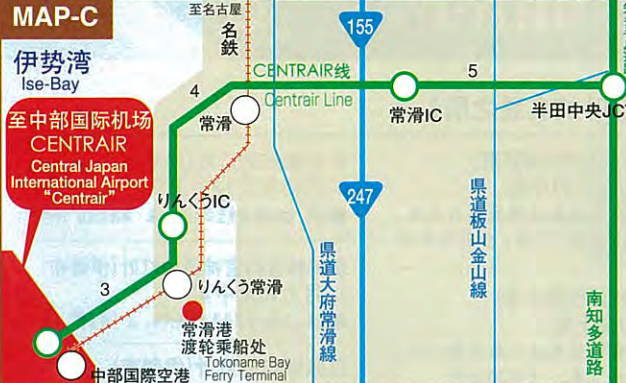 MAP-C
至名古屋
名鉄
155
伊势湾
Ise-Bay
CENTRAIR线
Centrair Line
4
5
常滑
常滑IC
半田中央JC
至中部国际机场
CENTRAIR
Central Japan
International Airport
"Centrair"
りんくうIC
247
県道板山金山線
県道大府常滑線
3
りんくう常滑
南知多道路
常滑港
渡轮乘船处
Tokoname Bay
Ferry Terminal
中部国際空港